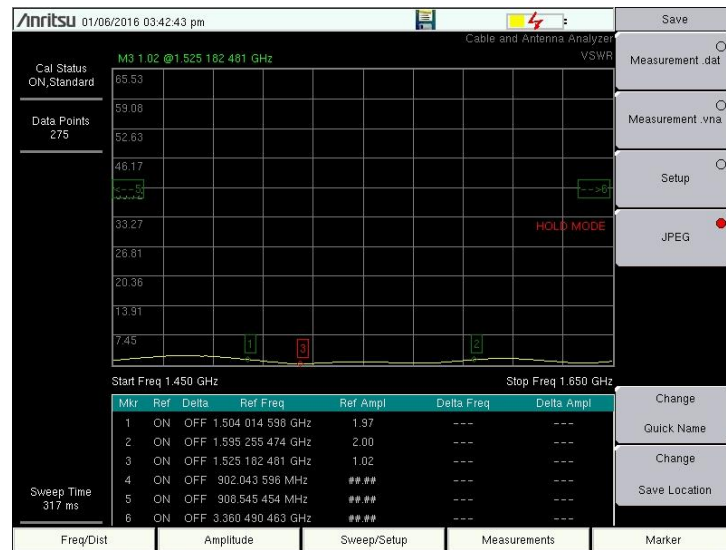 Anritsu 01/06/2016 03:42:43 pm
Save
Cable and Antenna Analyzer
M3 1.02 @1.525 182 481 GHz
VSWR
Cal Status
ON,Standard
Data Points
275
65.53
59.08
52.63
46.17
<--5
-->6
33.27
HOLD MODE
26.81
20.36
13.91
7.45
1
3
2
Start Freq 1.450 GHz
Stop Freq 1.650 GHz
Mkr Ref Delta Ref Freq Ref Ampl Delta Freq Delta Ampl
1 ON OFF 1.504 014 598 GHz 1.97 --- ---
2 ON OFF 1.595 255 474 GHz 2.00 --- ---
3 ON OFF 1.525 182 481 GHz 1.02 --- ---
4 ON OFF 902.043 596 MHz ##.## --- ---
5 ON OFF 908.545 454 MHz ##.## --- ---
6 ON OFF 3.360 490 463 GHz ##.## --- ---
Sweep Time
317 ms
Measurement .dat
Measurement .vna
Setup
JPEG
Change
Quick Name
Change
Save Location
Freq/Dist
Amplitude
Sweep/Setup
Measurements
Marker